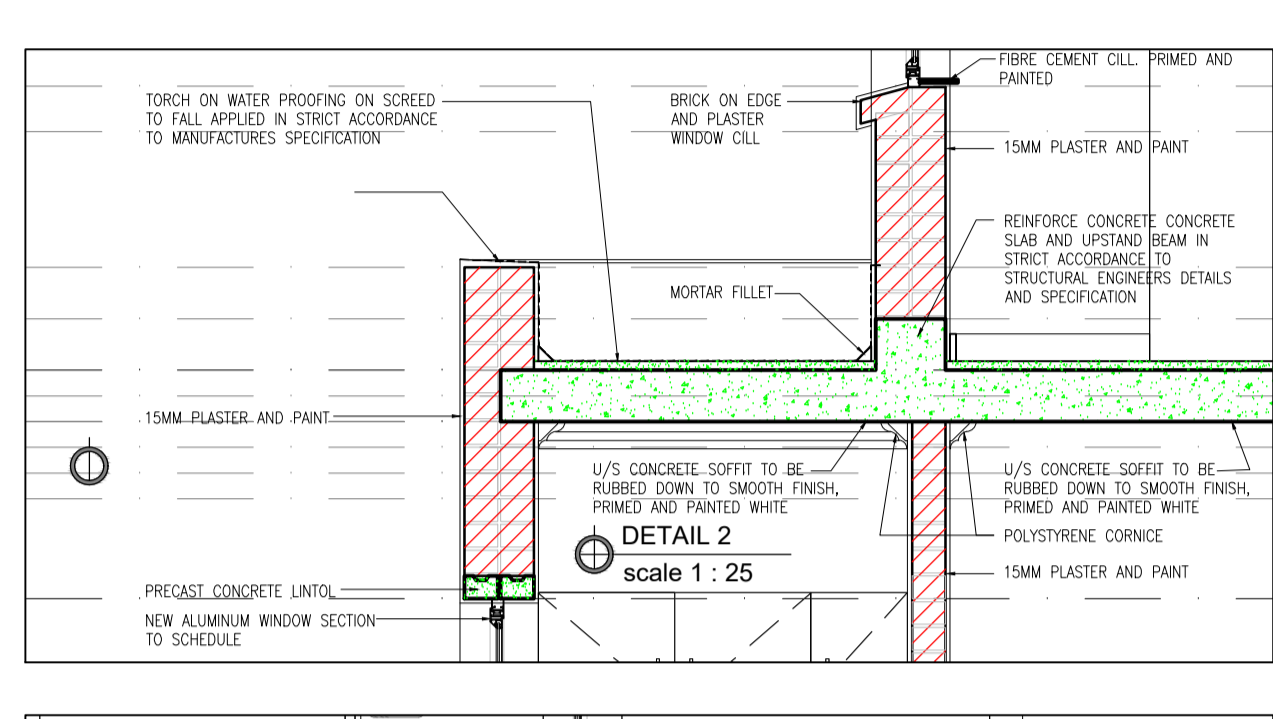 TORCH ON WATER PROOFING ON SCREED
TO FALL APPLIED IN STRICT ACCORDANCE
TO MANUFACTURES SPECIFICATION
BRICK ON EDGE
AND PLASTER
WINDOW CILL
FIBRE CEMENT CILL. PRIMED AND
PAINTED
15MM PLASTER AND PAINT
REINFORCE CONCRETE CONCRETE
SLAB AND UPSTAND BEAM IN
STRICT ACCORDANCE TO
STRUCTURAL ENGINEERS DETAILS
AND SPECIFICATION
MORTAR FILLET
15MM PLASTER AND PAINT
U/S CONCRETE SOFFIT TO BE
RUBBED DOWN TO SMOOTH FINISH,
PRIMED AND PAINTED WHITE
U/S CONCRETE SOFFIT TO BE
RUBBED DOWN TO SMOOTH FINISH,
PRIMED AND PAINTED WHITE
POLYSTYRENE CORNICE
15MM PLASTER AND PAINT
DETAIL 2
scale 1 : 25
PRECAST CONCRETE LINTOL
NEW ALUMINUM WINDOW SECTION
TO SCHEDULE